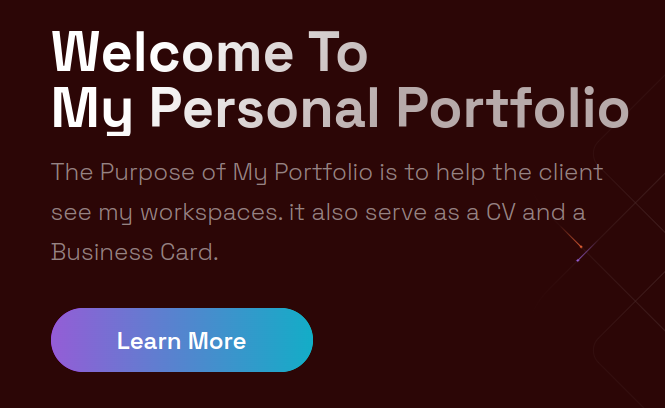 Welcome To
My Personal Portfolio
The Purpose of My Portfolio is to help the client
see my workspaces. it also serve as a CV and a
Business Card.
Learn More